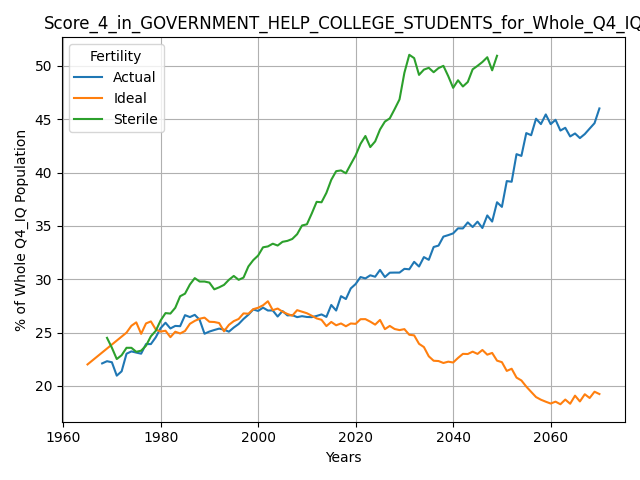 Score_4_in_GOVERNMENT_HELP_COLLEGE_STUDENTS_for_Whole_Q4_IQ
Fertility
Actual
Ideal
Sterile
% of Whole Q4_IQ Population
50
45
40
35
30
25
20
1960 1980 2000 2020 2040 2060
Years